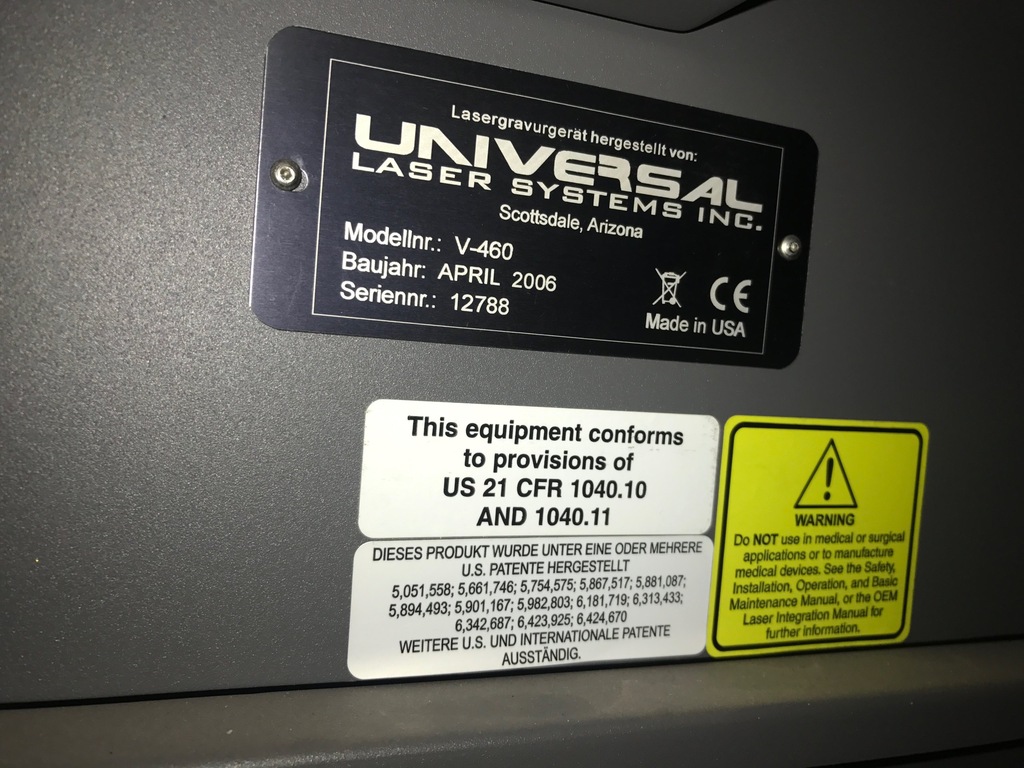 Lasergravurgerät hergestellt von:
UNIVERSAL
LASER SYSTEMS INC.
Scottsdale, Arizona
Modellnr.: V-460
Baujahr: APRIL 2006
Seriennr.: 12788
CE
Made in USA
This equipment conforms
to provisions of
US 21 CFR 1040.10
AND 1040.11
DIESES PRODUKT WURDE UNTER EINE ODER MEHRERE
U.S. PATENTE HERGESTELLT
5,051,558; 5,661,746; 5,754,575; 5,867,517; 5,881,087;
5,894,493; 5,901,167; 5,982,803; 6,181,719; 6,313,433;
6,342,687; 6,423,925; 6,424,670
WEITERE U.S. UND INTERNATIONALE PATENTE
AUSSTÄNDIG.
WARNING
Do NOT use in medical or surgical
applications or to manufacture
medical devices. See the Safety,
Installation, Operation, and Basic
Maintenance Manual, or the OEM
Laser Integration Manual for
further information.